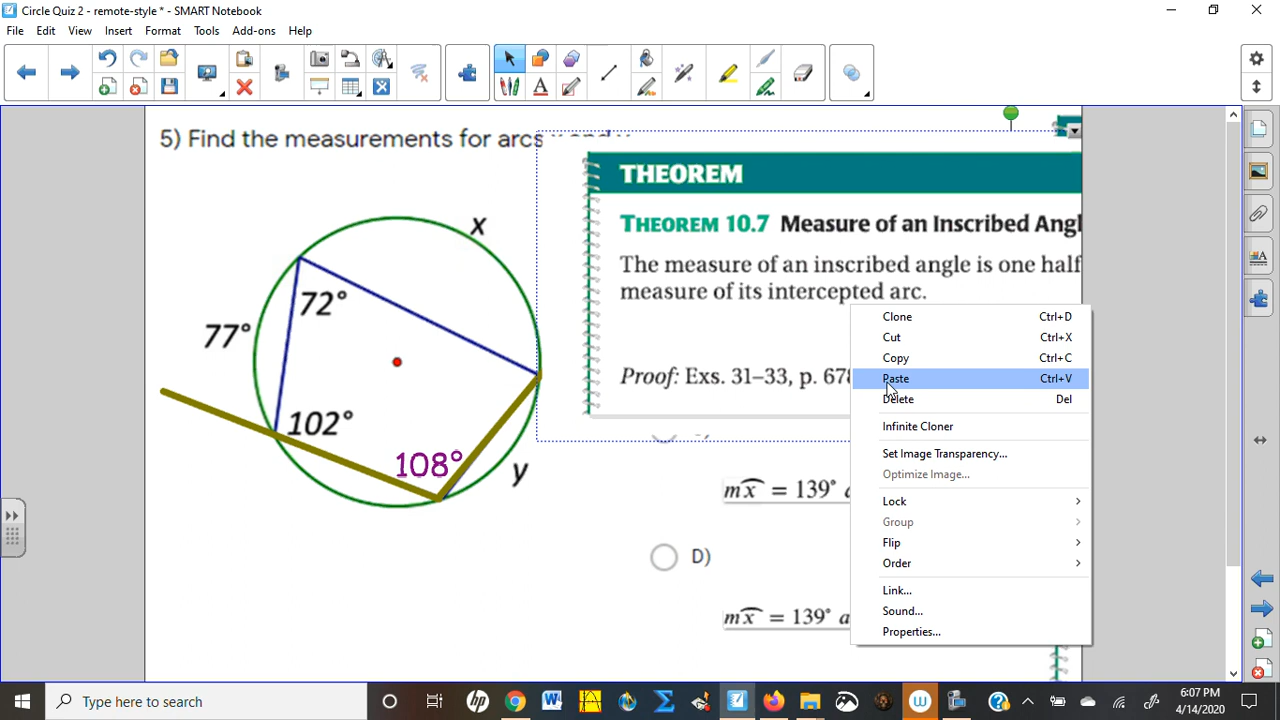 Circle Quiz 2 - remote-style * - SMART Notebook
File Edit View Insert Format Tools Add-ons Help
5) Find the measurements for arcs
THEOREM
THEOREM 10.7 Measure of an Inscribed Angl
The measure of an inscribed angle is one half
measure of its intercepted arc.
Proof: Exs. 31–33, p. 678
x
72°
77°
102°
108°
y
mx = 139° a
D)
mx = 139° a
Clone Ctrl+D
Cut Ctrl+X
Copy Ctrl+C
Paste Ctrl+V
Delete Del
Infinite Cloner
Set Image Transparency...
Optimize Image...
Lock
Group
Flip
Order
Link...
Sound...
Properties...
Type here to search
6:07 PM
4/14/2020